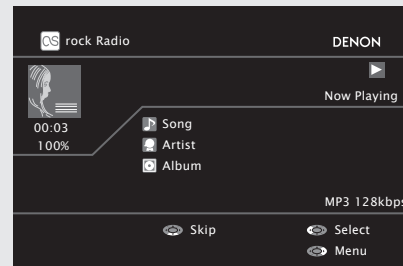 rock Radio
DENON
Now Playing
00:03
100%
Song
Artist
Album
MP3 128kbps
Skip
Select
Menu